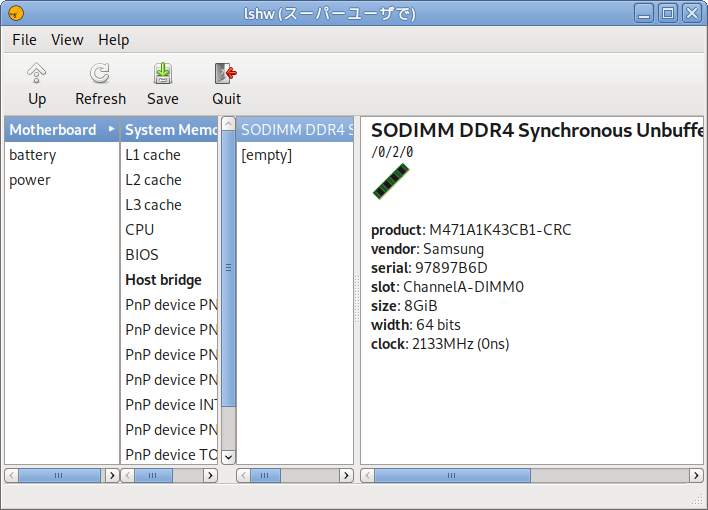 lshw (スーパーユーザで)
File View Help
Up Refresh Save Quit
Motherboard
battery
power
System Memo
L1 cache
L2 cache
L3 cache
CPU
BIOS
Host bridge
PnP device PN
PnP device PN
PnP device PN
PnP device PN
PnP device INT
PnP device PN
PnP device TO
SODIMM DDR4 S
[empty]
SODIMM DDR4 Synchronous Unbuffe
/0/2/0
product: M471A1K43CB1-CRC
vendor: Samsung
serial: 97897B6D
slot: ChannelA-DIMM0
size: 8GiB
width: 64 bits
clock: 2133MHz (0ns)